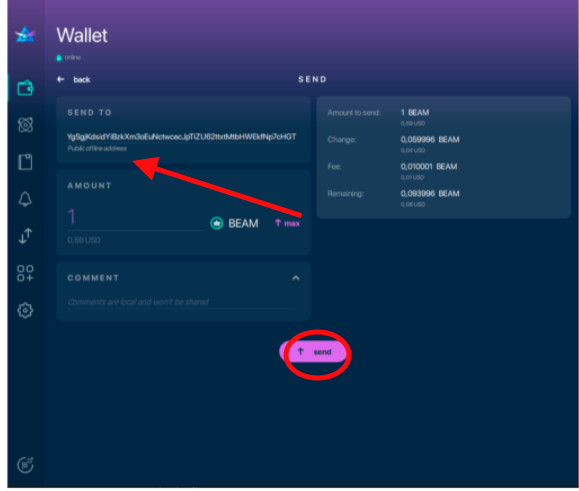 Wallet
online
← back
SEND
SEND TO
Yg5gjKdsidYiBzkXm3oEuNctwcecJpTiZU62ttxtMtbHWEkfNp7cHGT
Public offline address
AMOUNT
1
BEAM
↑ max
0,59 USD
COMMENT
Comments are local and won't be shared
Amount to send: 1 BEAM
0,59 USD
Change: 0,059996 BEAM
0,04 USD
Fee: 0,010001 BEAM
0,01 USD
Remaining: 0,093996 BEAM
0,06 USD
↑ send